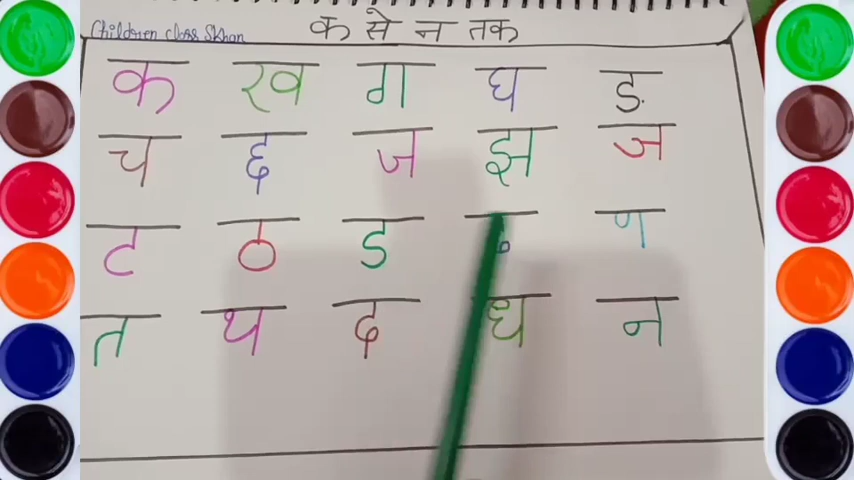 Children Class Skhan क से न तक
क ख ग घ ङ
च छ ज झ ज
ट ठ ड ण
त थ द ध न